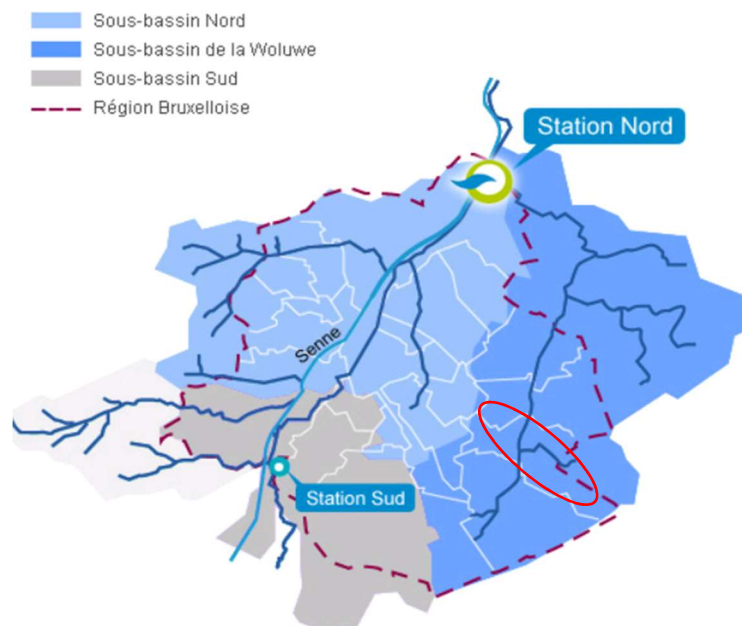 Sous-bassin Nord
Sous-bassin de la Woluwe
Sous-bassin Sud
Région Bruxelloise
Station Nord
Senne
Station Sud